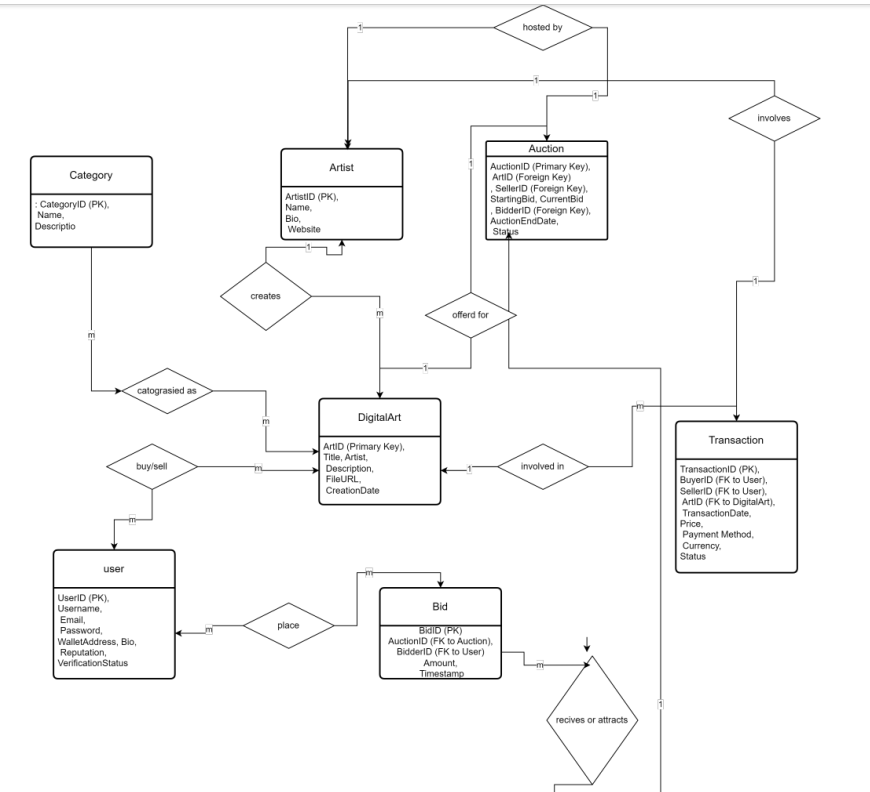 hosted by
1
1
1
involves
1
Category
: CategoryID (PK),
Name,
Descriptio
Artist
ArtistID (PK),
Name,
Bio,
Website
Auction
AuctionID (Primary Key),
ArtID (Foreign Key)
, SellerID (Foreign Key),
StartingBid, CurrentBid
, BidderID (Foreign Key),
AuctionEndDate,
Status
1
1
creates
m
offerd for
m
1
catograsied as
m
DigitalArt
ArtID (Primary Key),
Title, Artist,
Description,
FileURL,
CreationDate
m
Transaction
TransactionID (PK),
BuyerID (FK to User),
SellerID (FK to User),
ArtID (FK to DigitalArt),
TransactionDate,
Price,
Payment Method,
Currency,
Status
buy/sell
m
1
involved in
m
user
UserID (PK),
Username,
Email,
Password,
WalletAddress, Bio,
Reputation,
VerificationStatus
m
place
m
Bid
BidID (PK)
AuctionID (FK to Auction),
BidderID (FK to User)
Amount,
Timestamp
m
recives or attracts
1